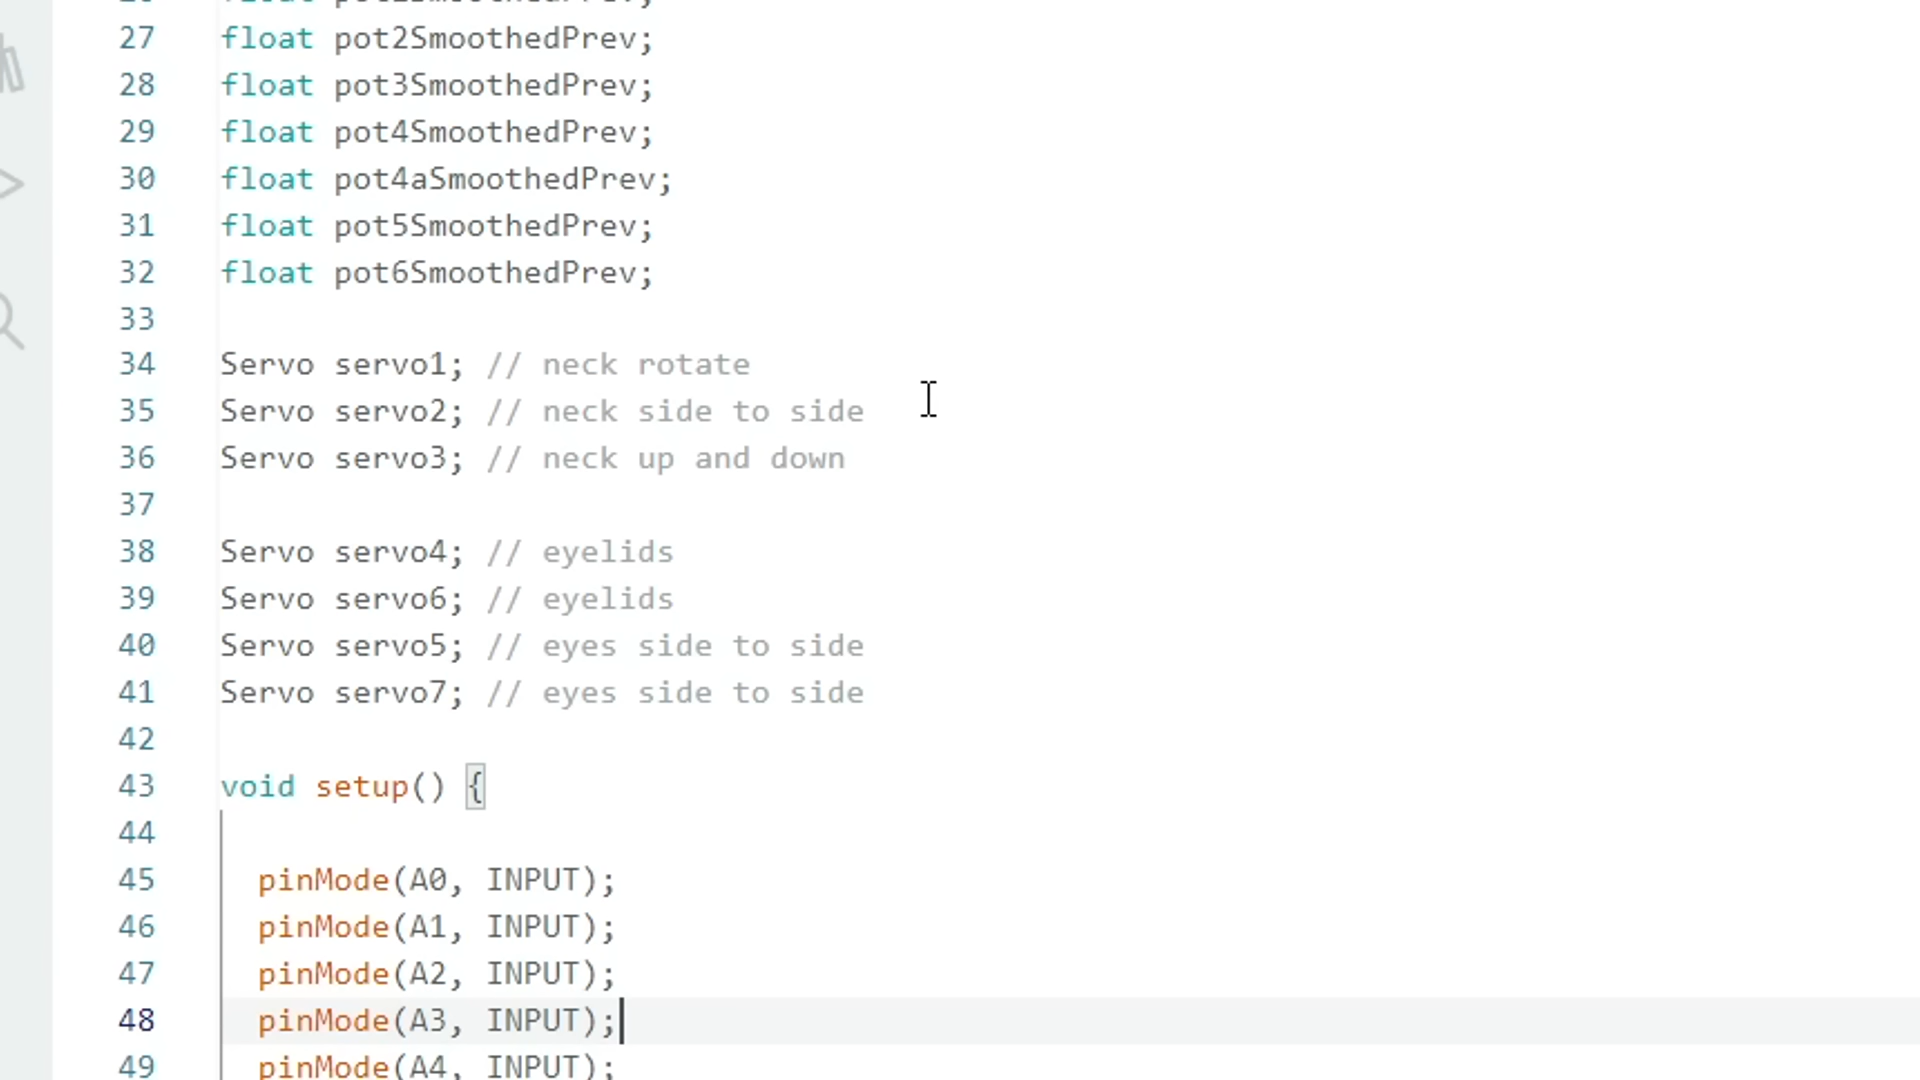 27 float pot2SmoothedPrev;
28 float pot3SmoothedPrev;
29 float pot4SmoothedPrev;
30 float pot4aSmoothedPrev;
31 float pot5SmoothedPrev;
32 float pot6SmoothedPrev;
33
34 Servo servo1; // neck rotate
35 Servo servo2; // neck side to side
36 Servo servo3; // neck up and down
37
38 Servo servo4; // eyelids
39 Servo servo6; // eyelids
40 Servo servo5; // eyes side to side
41 Servo servo7; // eyes side to side
42
43 void setup() {
44
45 pinMode(A0, INPUT);
46 pinMode(A1, INPUT);
47 pinMode(A2, INPUT);
48 pinMode(A3, INPUT);
49 pinMode(A4, INPUT);